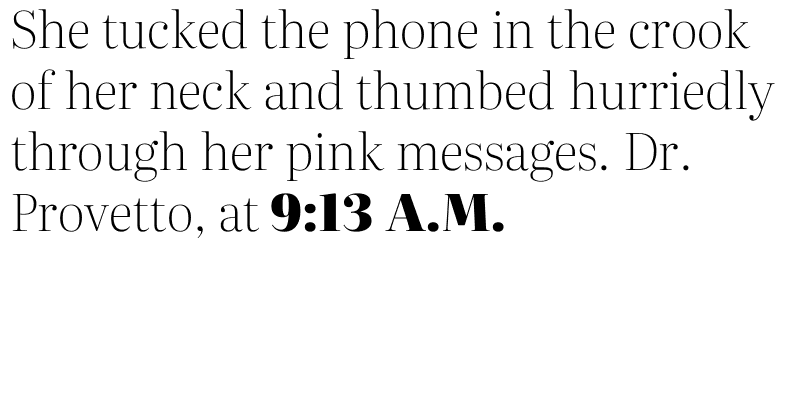 She tucked the phone in the crook
of her neck and thumbed hurriedly
through her pink messages. Dr.
Provetto, at 9:13 A.M.